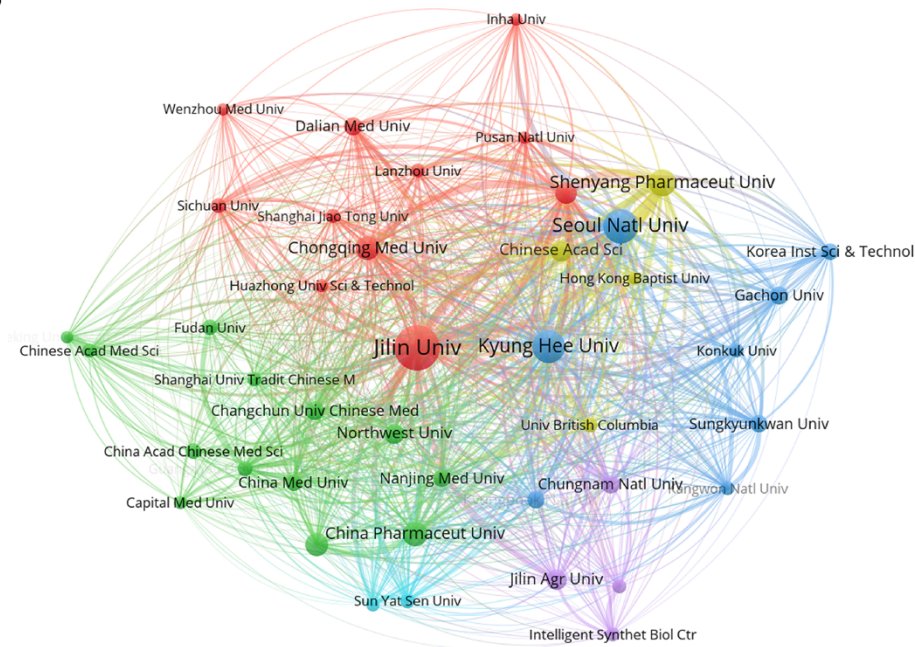 Inha Univ
Wenzhou Med Univ
Dalian Med Univ
Pusan Natl Univ
Lanzhou Univ
Shenyang Pharmaceut Univ
Sichuan Univ
Shanghai Jiao Tong Univ
Seoul Natl Univ
Chongqing Med Univ
Chinese Acad Sci
Korea Inst Sci & Technol
Hong Kong Baptist Univ
Huazhong Univ Sci & Technol
Gachon Univ
Fudan Univ
Jilin Univ
Kyung Hee Univ
Chinese Acad Med Sci
Konkuk Univ
Shanghai Univ Tradit Chinese M
Changchun Univ Chinese Med
Northwest Univ
Univ British Columbia
Sungkyunkwan Univ
China Acad Chinese Med Sci
China Med Univ
Nanjing Med Univ
Chungnam Natl Univ
Kangwon Natl Univ
Capital Med Univ
China Pharmaceut Univ
Jilin Agr Univ
Sun Yat Sen Univ
Intelligent Synthet Biol Ctr